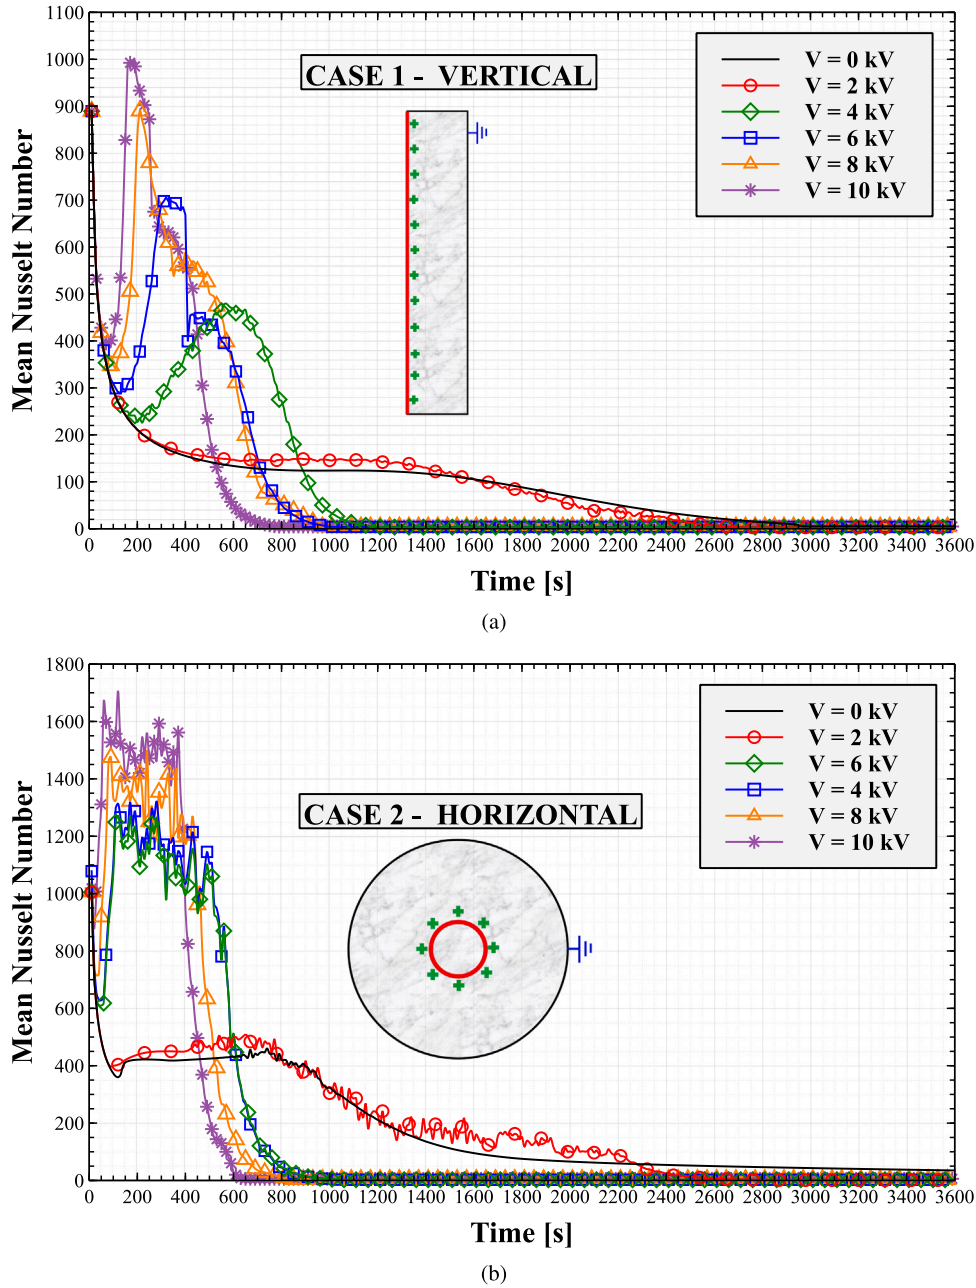 1100
1000
900
800
700
600
500
400
300
200
100
0
Mean Nusselt Number
CASE 1 - VERTICAL
V = 0 kV
V = 2 kV
V = 4 kV
V = 6 kV
V = 8 kV
V = 10 kV
0 200 400 600 800 1000 1200 1400 1600 1800 2000 2200 2400 2600 2800 3000 3200 3400 3600
Time [s]
(a)
1800
1600
1400
1200
1000
800
600
400
200
0
Mean Nusselt Number
CASE 2 - HORIZONTAL
V = 0 kV
V = 2 kV
V = 6 kV
V = 4 kV
V = 8 kV
V = 10 kV
0 200 400 600 800 1000 1200 1400 1600 1800 2000 2200 2400 2600 2800 3000 3200 3400 3600
Time [s]
(b)